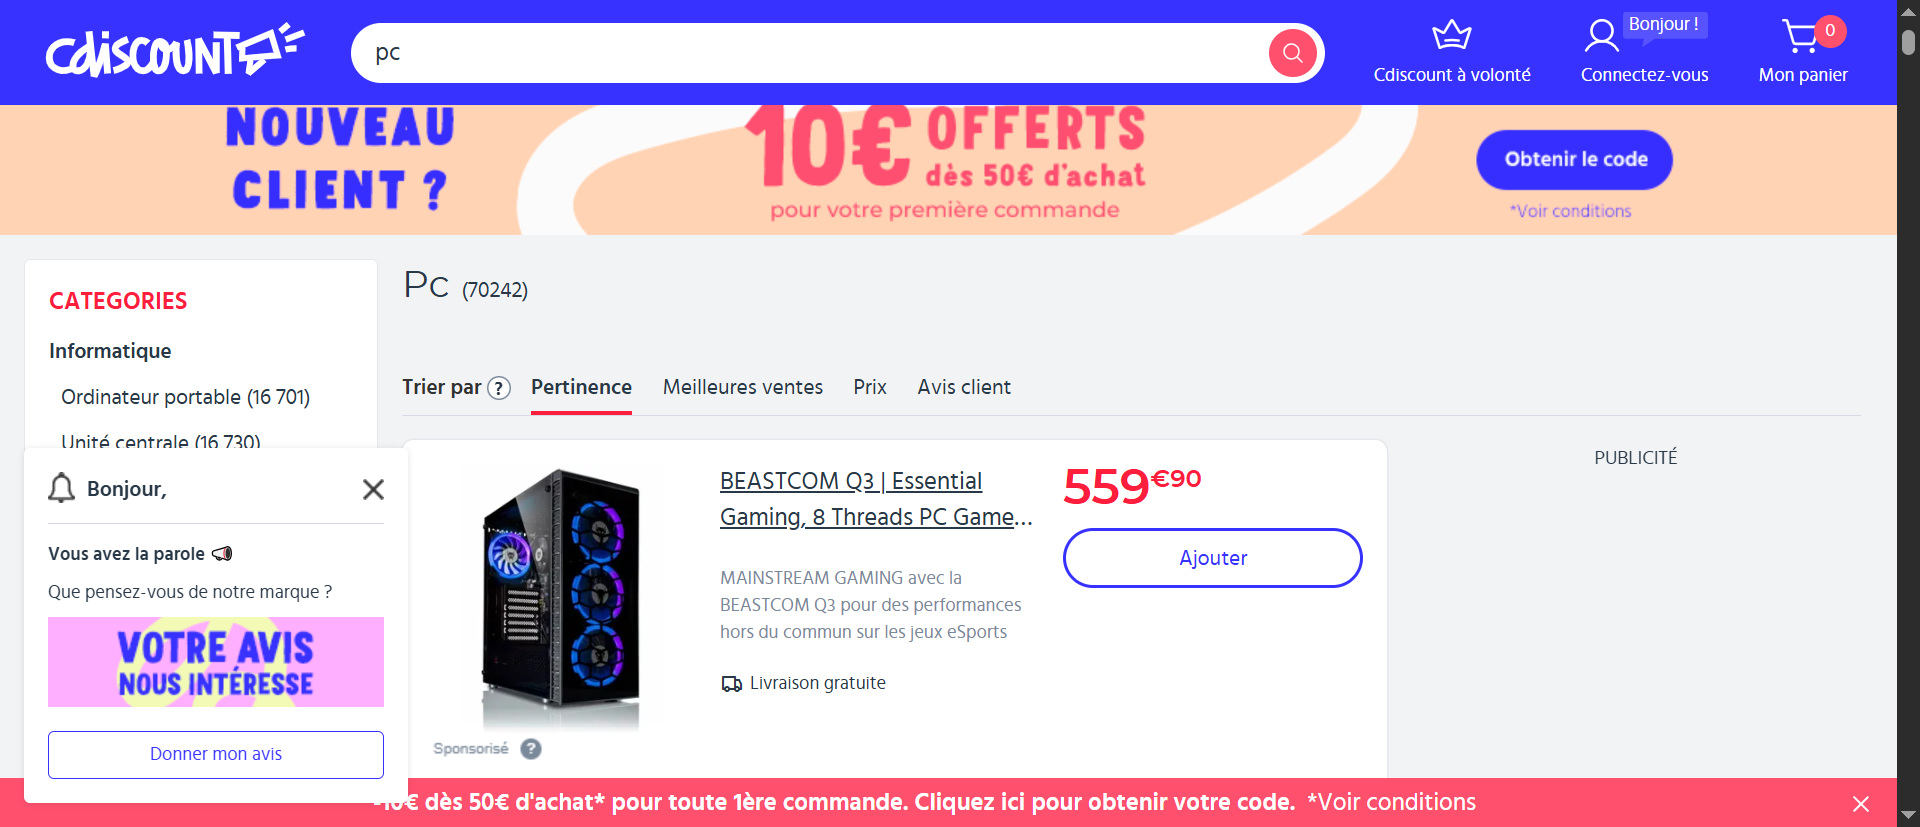 Cdiscount
pc
Cdiscount à volonté
Bonjour !
Connectez-vous
0
Mon panier
NOUVEAU
CLIENT ?
10€ OFFERTS
dès 50€ d'achat
pour votre première commande
Obtenir le code
*Voir conditions
CATEGORIES
Informatique
Ordinateur portable (16 701)
Unité centrale (16 730)
Pc (70242)
Trier par ? Pertinence Meilleures ventes Prix Avis client
BEASTCOM Q3 | Essential
Gaming, 8 Threads PC Game...
MAINSTREAM GAMING avec la
BEASTCOM Q3 pour des performances
hors du commun sur les jeux eSports
Livraison gratuite
Sponsorisé ?
559€90
Ajouter
PUBLICITÉ
Bonjour,
Vous avez la parole
Que pensez-vous de notre marque ?
VOTRE AVIS
NOUS INTÉRESSE
Donner mon avis
-10€ dès 50€ d'achat* pour toute 1ère commande. Cliquez ici pour obtenir votre code. *Voir conditions